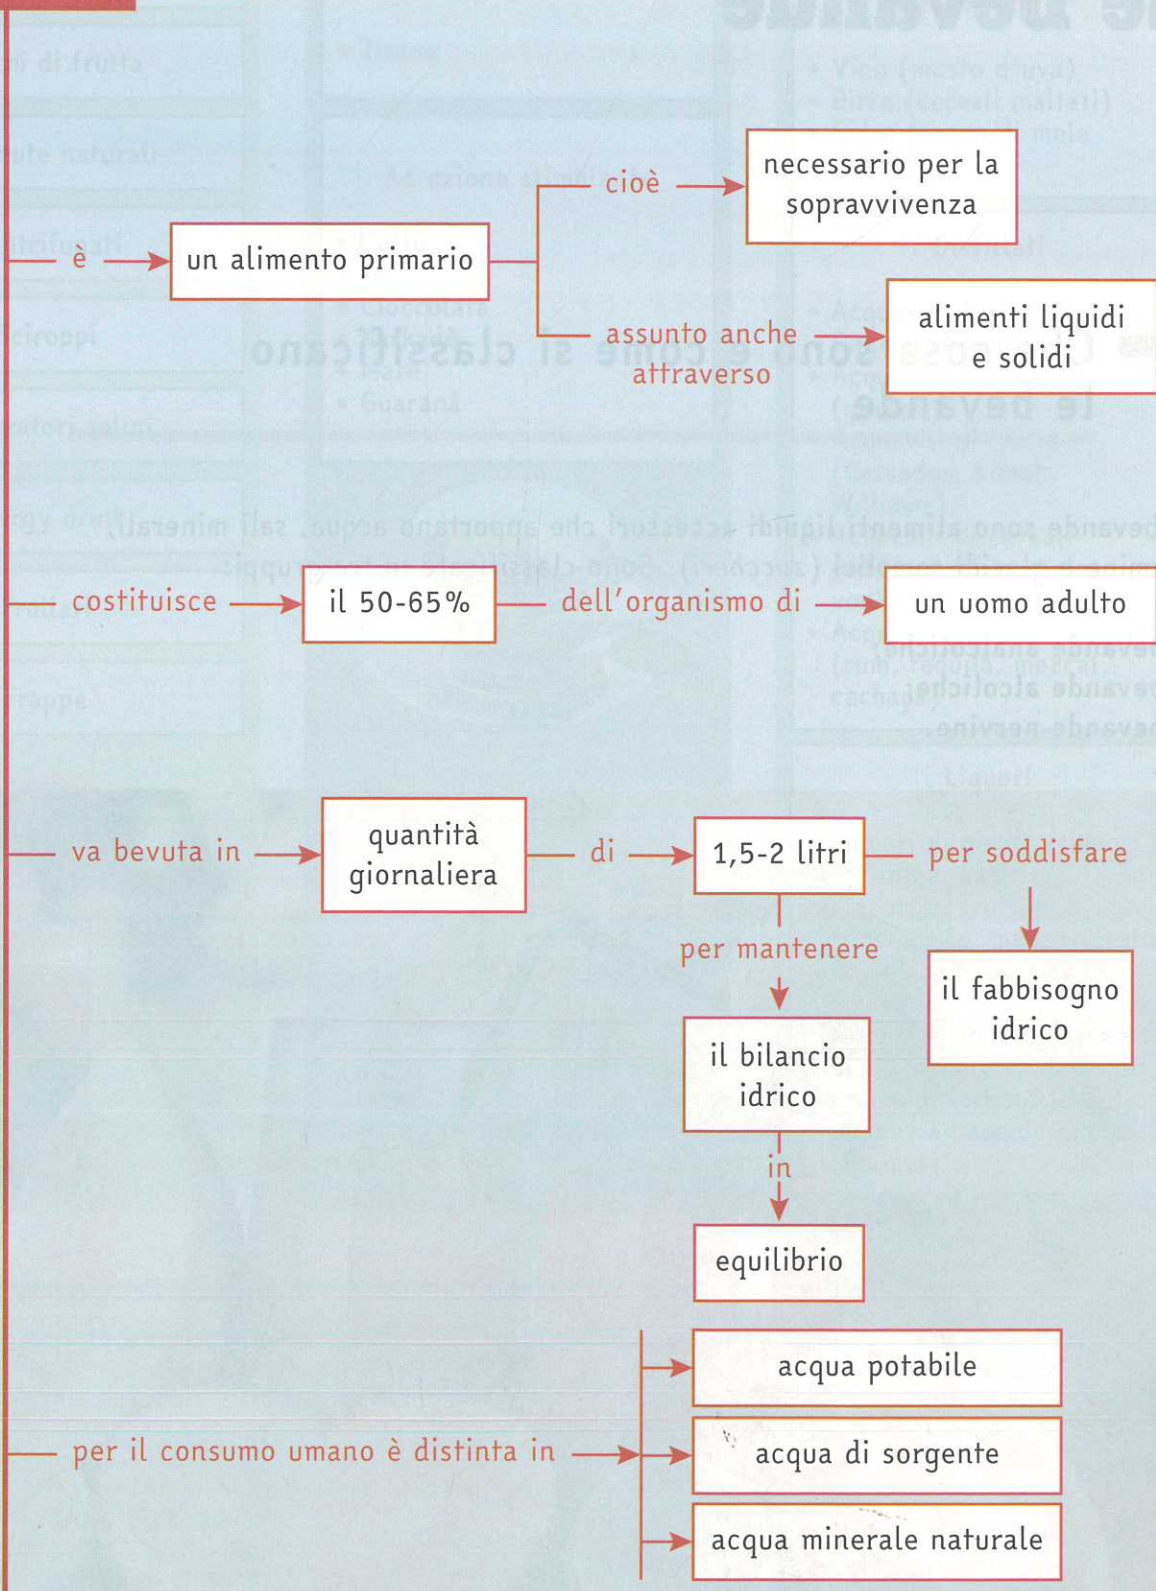 cioè
necessario per la
sopravvivenza
è
un alimento primario
assunto anche
attraverso
alimenti liquidi
e solidi
costituisce
il 50-65%
dell'organismo di
un uomo adulto
va bevuta in
quantità
giornaliera
di
1,5-2 litri
per soddisfare
per mantenere
il fabbisogno
idrico
il bilancio
idrico
in
equilibrio
per il consumo umano è distinta in
acqua potabile
acqua di sorgente
acqua minerale naturale